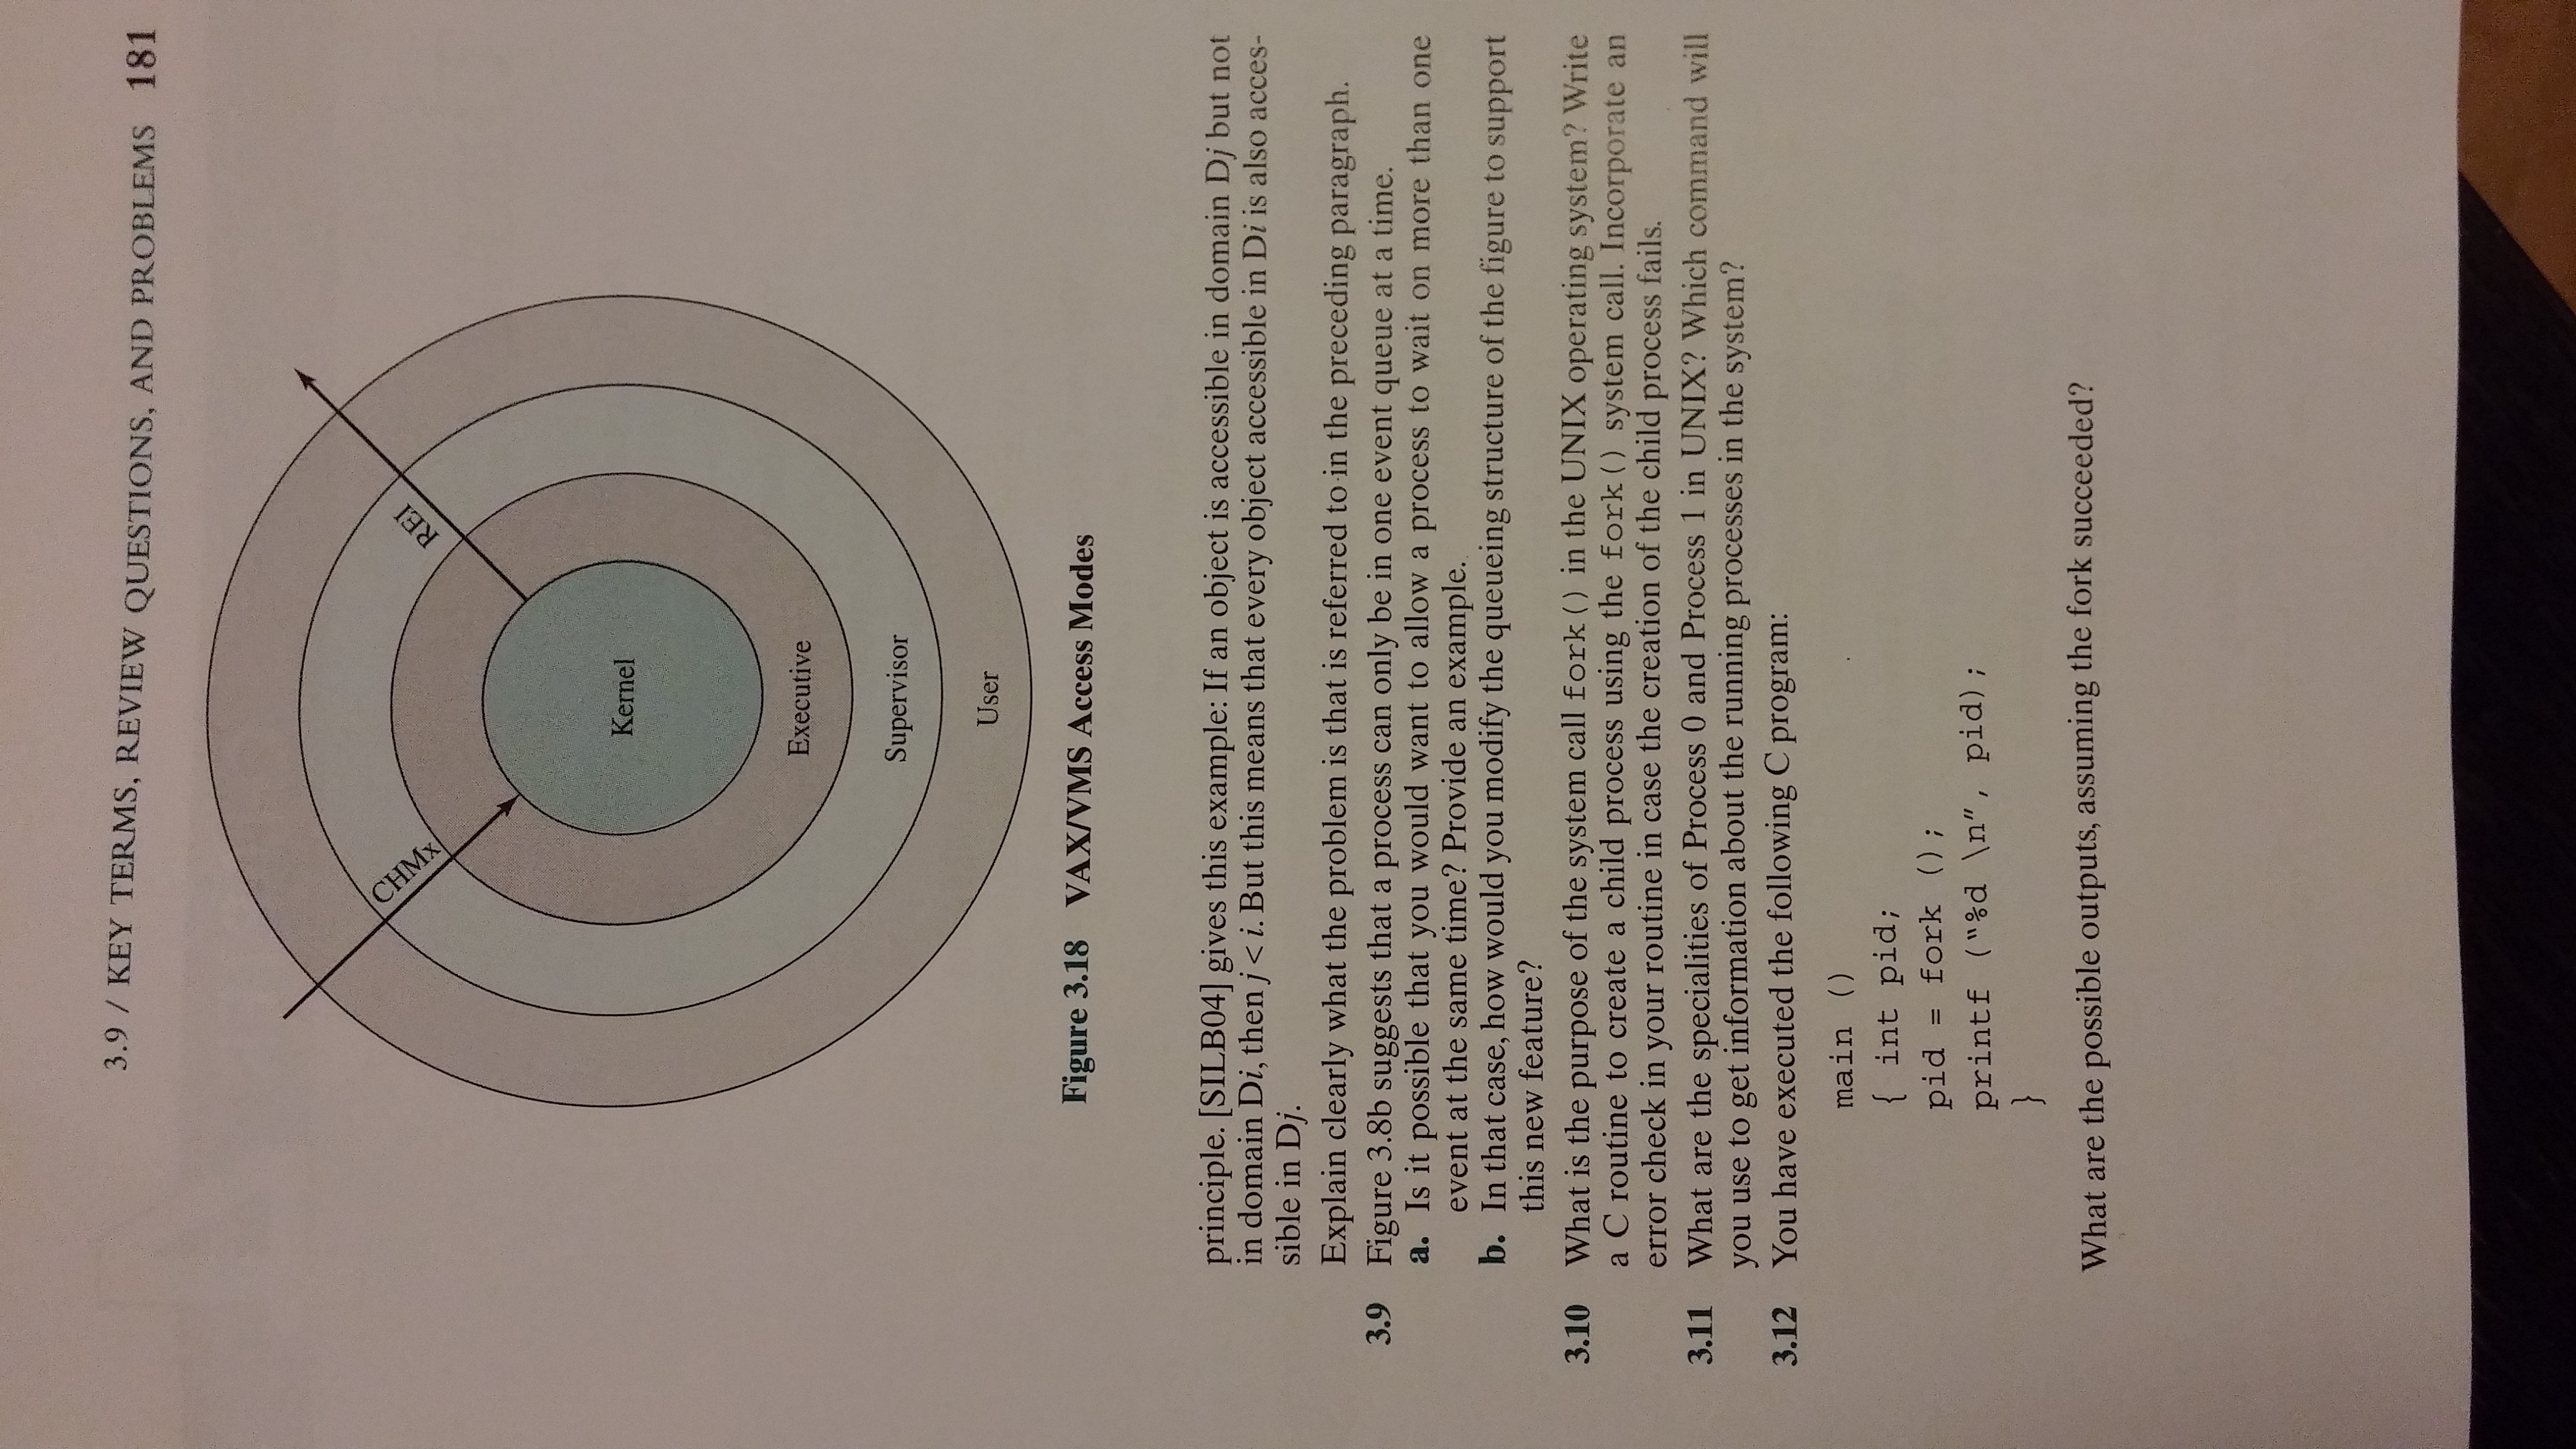 3.9 / KEY TERMS, REVIEW QUESTIONS, AND PROBLEMS 181
CHMx
REI
Kernel
Executive
Supervisor
User
Figure 3.18 VAX/VMS Access Modes
principle. [SILB04] gives this example: If an object is accessible in domain Dj but not
in domain Di, then j < i. But this means that every object accessible in Di is also acces-
sible in Dj.
Explain clearly what the problem is that is referred to in the preceding paragraph.
3.9 Figure 3.8b suggests that a process can only be in one event queue at a time.
a. Is it possible that you would want to allow a process to wait on more than one
event at the same time? Provide an example.
b. In that case, how would you modify the queueing structure of the figure to support
this new feature?
3.10 What is the purpose of the system call fork() in the UNIX operating system? Write
a C routine to create a child process using the fork() system call. Incorporate an
error check in your routine in case the creation of the child process fails.
3.11 What are the specialities of Process 0 and Process 1 in UNIX? Which command will
you use to get information about the running processes in the system?
3.12 You have executed the following C program:
main ()
{ int pid;
pid = fork ();
printf ("%d \n", pid);
}
What are the possible outputs, assuming the fork succeeded?